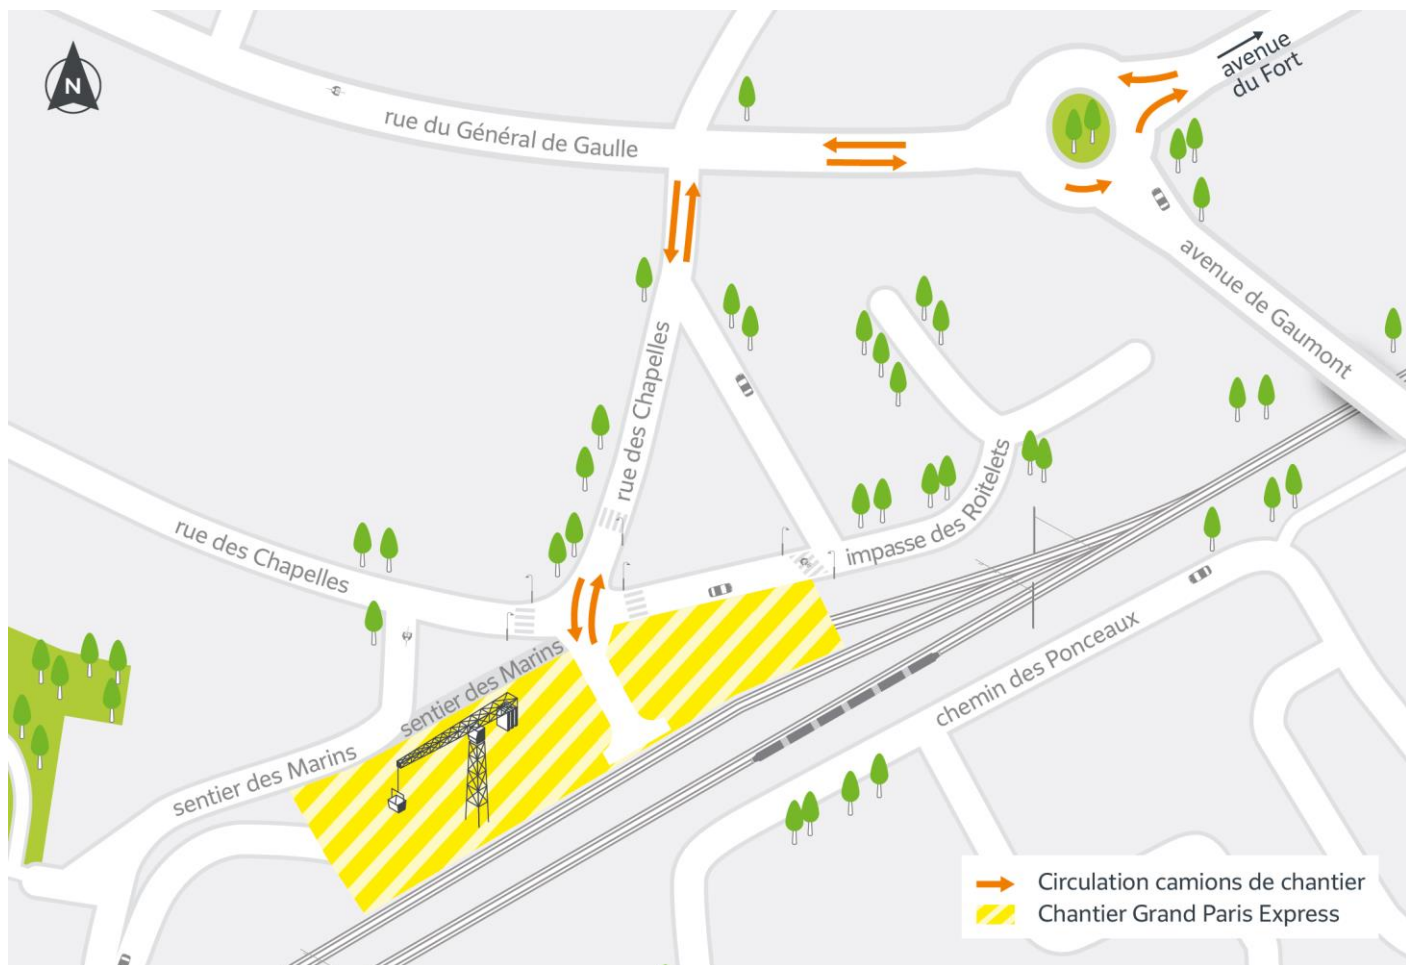 N
avenue
du Fort
rue du Général de Gaulle
avenue de Gaumont
rue des Chapelles
impasse des Roitelets
rue des Chapelles
sentier des Marins
chemin des Ponceaux
sentier des Marins
Circulation camions de chantier
Chantier Grand Paris Express